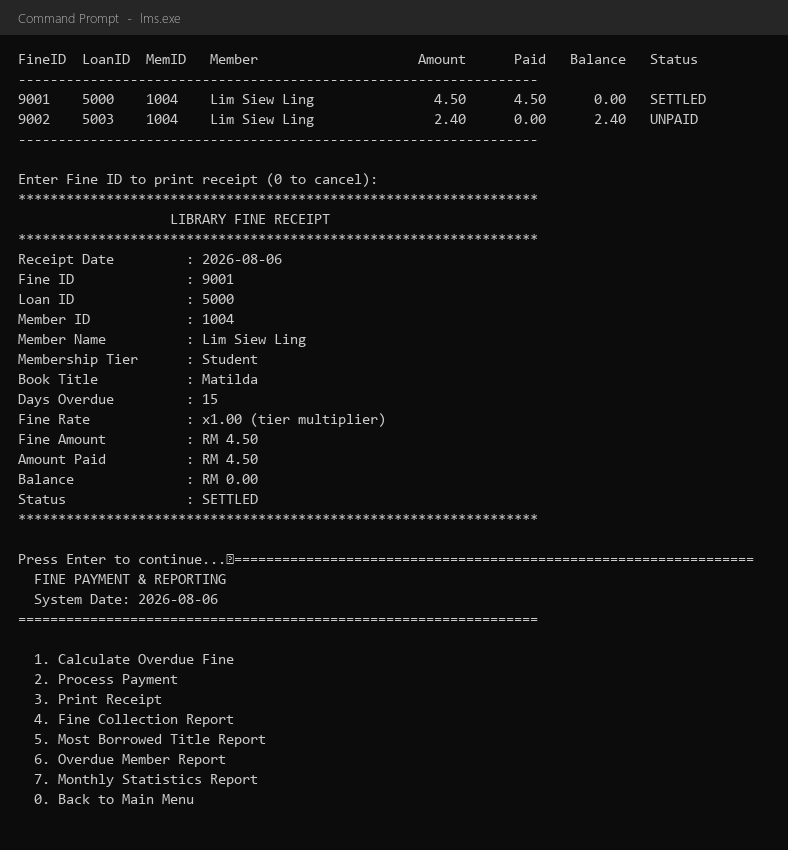 Command Prompt - lms.exe
FineID  LoanID  MemID   Member                    Amount      Paid   Balance   Status
-----------------------------------------------------------------
9001    5000    1004    Lim Siew Ling               4.50      4.50      0.00   SETTLED
9002    5003    1004    Lim Siew Ling               2.40      0.00      2.40   UNPAID
-----------------------------------------------------------------
Enter Fine ID to print receipt (0 to cancel):
*****************************************************************
                   LIBRARY FINE RECEIPT
*****************************************************************
Receipt Date         : 2026-08-06
Fine ID              : 9001
Loan ID              : 5000
Member ID            : 1004
Member Name          : Lim Siew Ling
Membership Tier      : Student
Book Title           : Matilda
Days Overdue         : 15
Fine Rate            : x1.00 (tier multiplier)
Fine Amount          : RM 4.50
Amount Paid          : RM 4.50
Balance              : RM 0.00
Status               : SETTLED
*****************************************************************
Press Enter to continue...=================================================================
  FINE PAYMENT & REPORTING
  System Date: 2026-08-06
=================================================================
  1. Calculate Overdue Fine
  2. Process Payment
  3. Print Receipt
  4. Fine Collection Report
  5. Most Borrowed Title Report
  6. Overdue Member Report
  7. Monthly Statistics Report
  0. Back to Main Menu